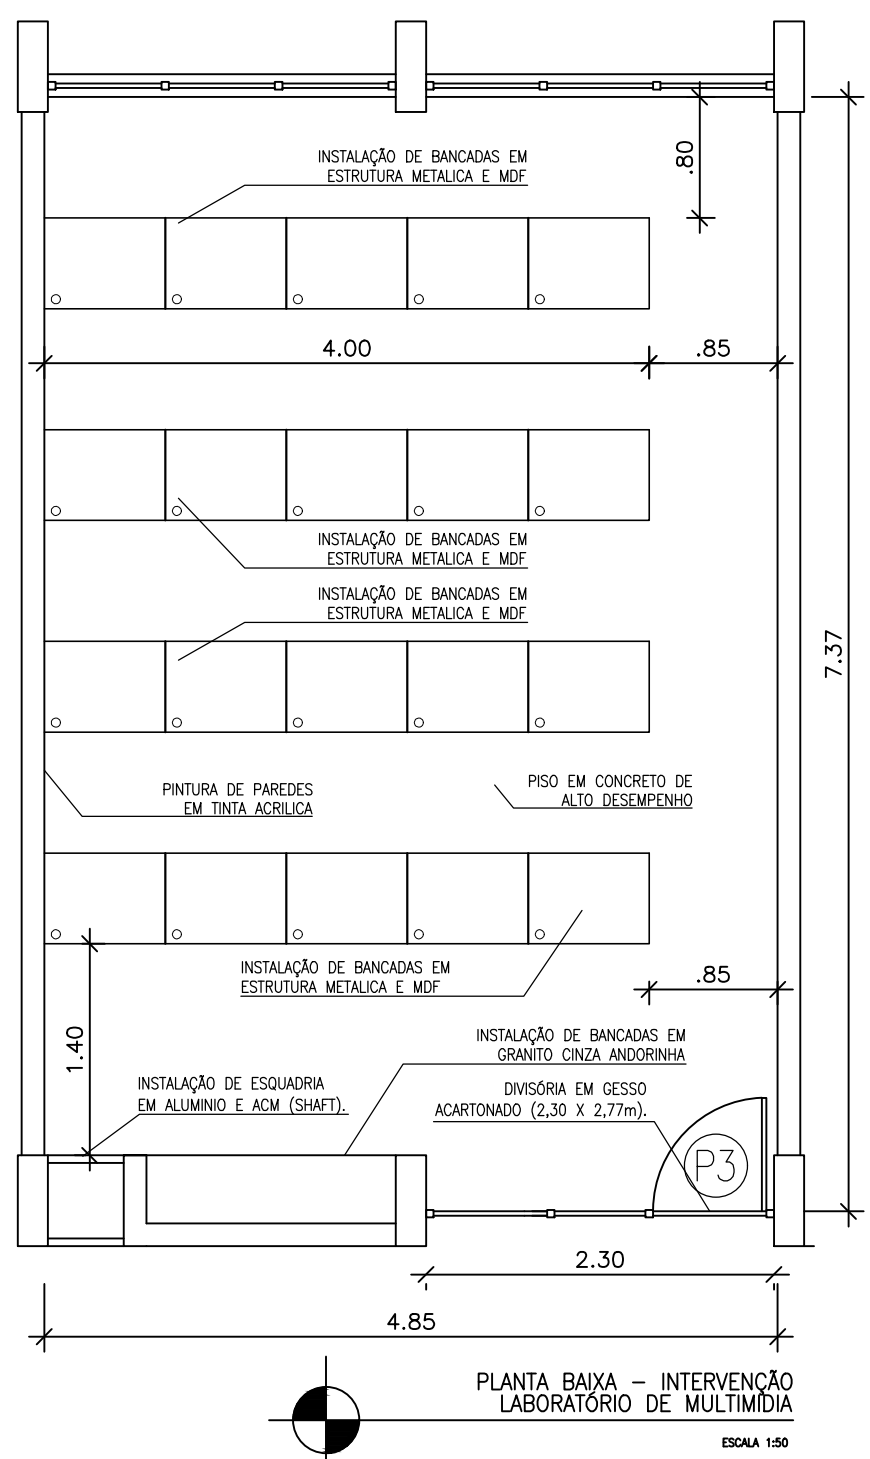 INSTALAÇÃO DE BANCADAS EM
ESTRUTURA METALICA E MDF
.80
4.00
.85
INSTALAÇÃO DE BANCADAS EM
ESTRUTURA METALICA E MDF
INSTALAÇÃO DE BANCADAS EM
ESTRUTURA METALICA E MDF
7.37
PINTURA DE PAREDES
EM TINTA ACRILICA
PISO EM CONCRETO DE
ALTO DESEMPENHO
INSTALAÇÃO DE BANCADAS EM
ESTRUTURA METALICA E MDF
.85
1.40
INSTALAÇÃO DE BANCADAS EM
GRANITO CINZA ANDORINHA
INSTALAÇÃO DE ESQUADRIA
EM ALUMINIO E ACM (SHAFT).
DIVISÓRIA EM GESSO
ACARTONADO (2,30 X 2,77m).
P3
2.30
4.85
PLANTA BAIXA – INTERVENÇÃO
LABORATÓRIO DE MULTIMÍDIA
ESCALA 1:50